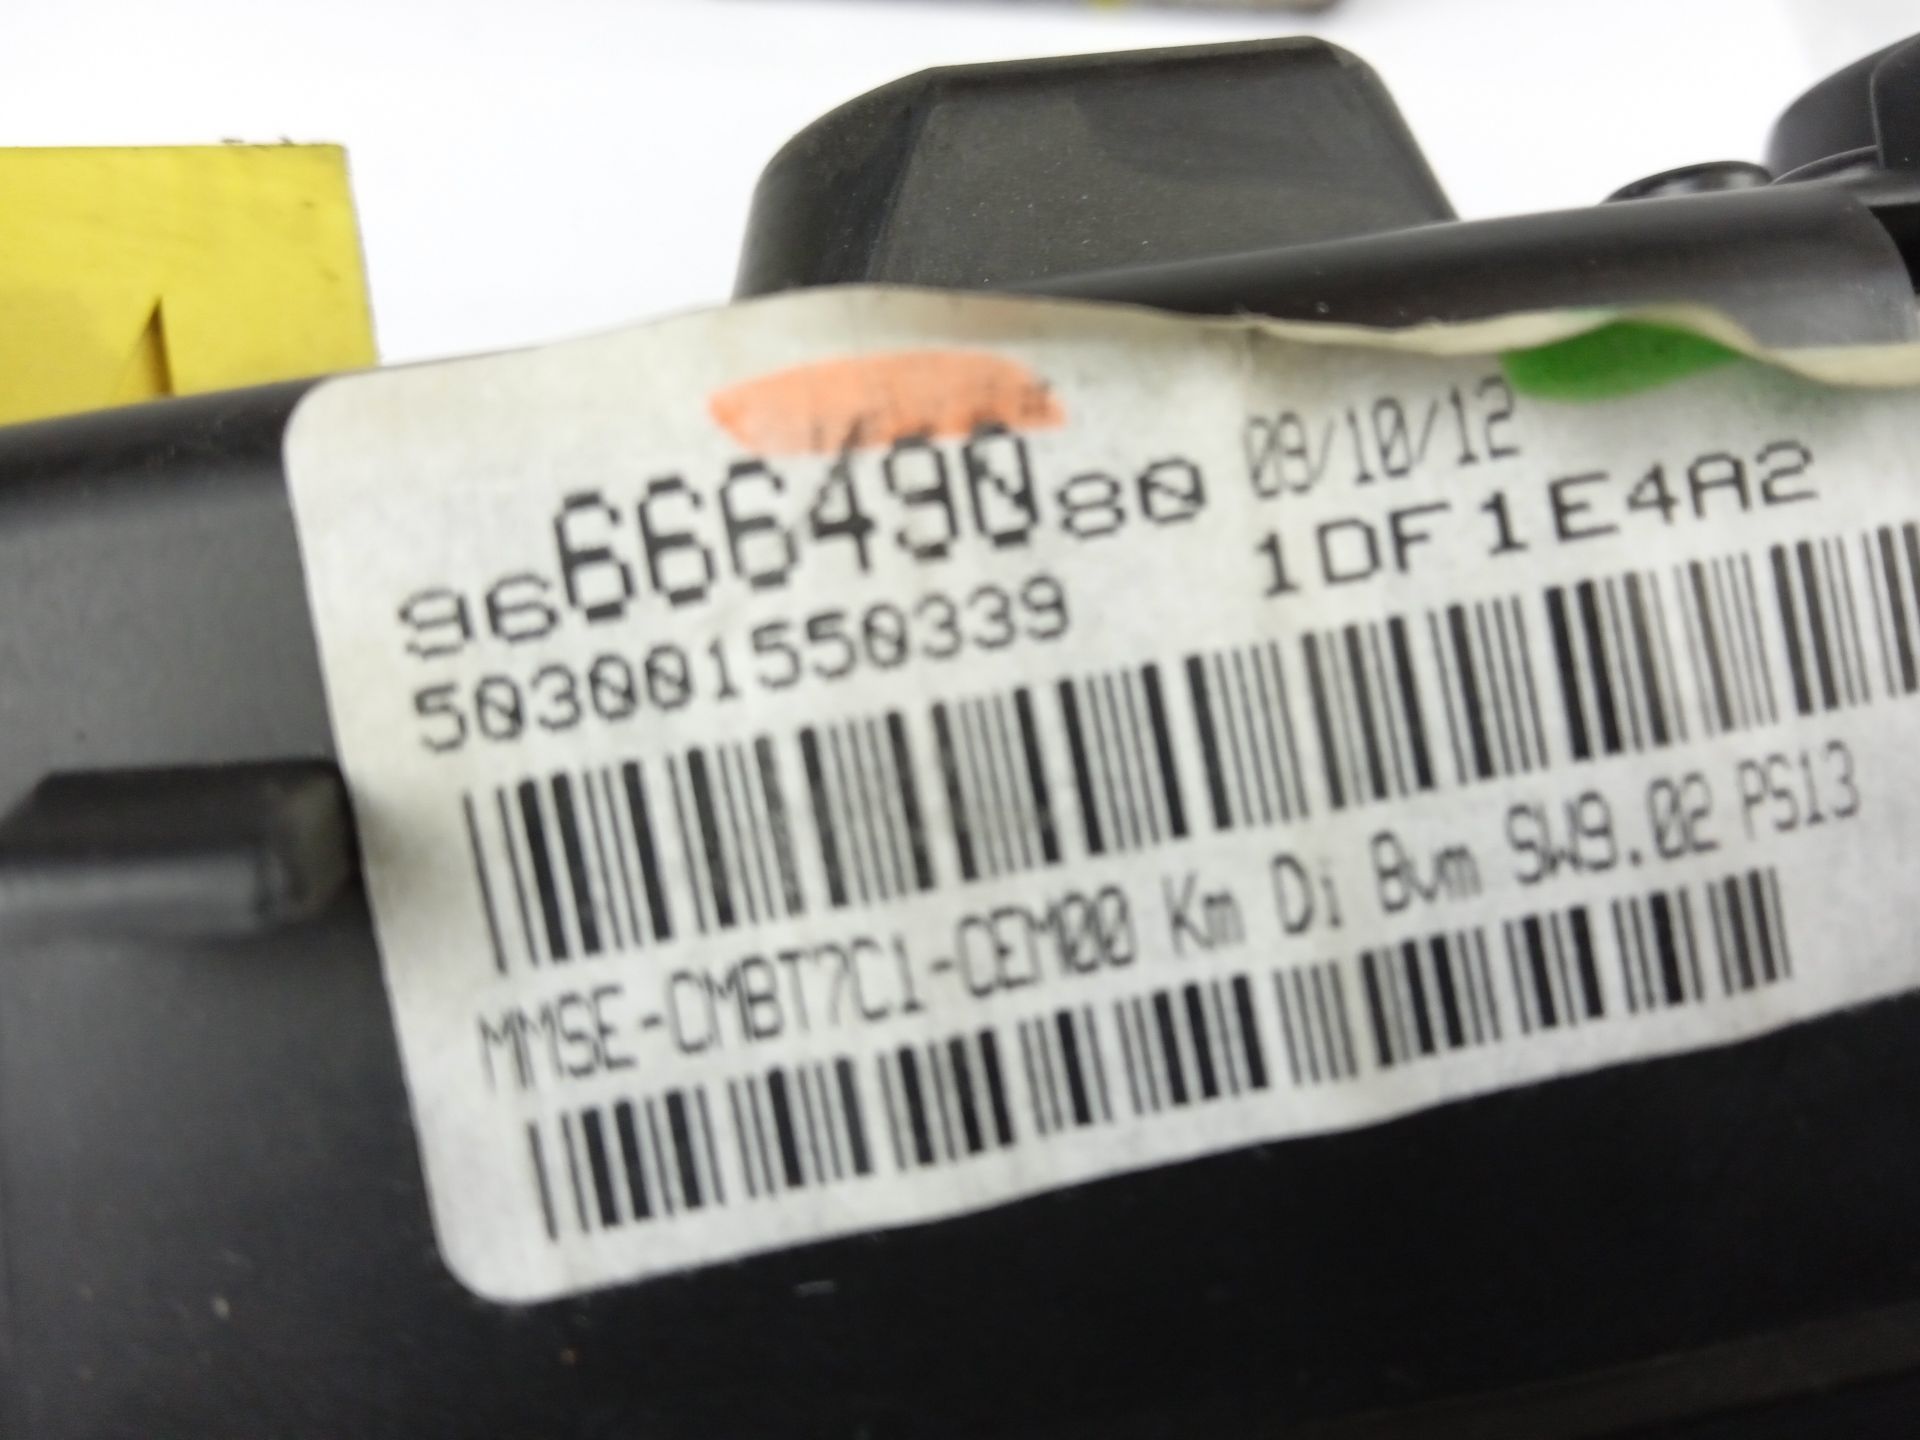 9666649080 09/10/12
503001550339 1DF1E4A2
MMSE-CMBT7C1-CEM00 Km Di Bvm SW9.02 PS13